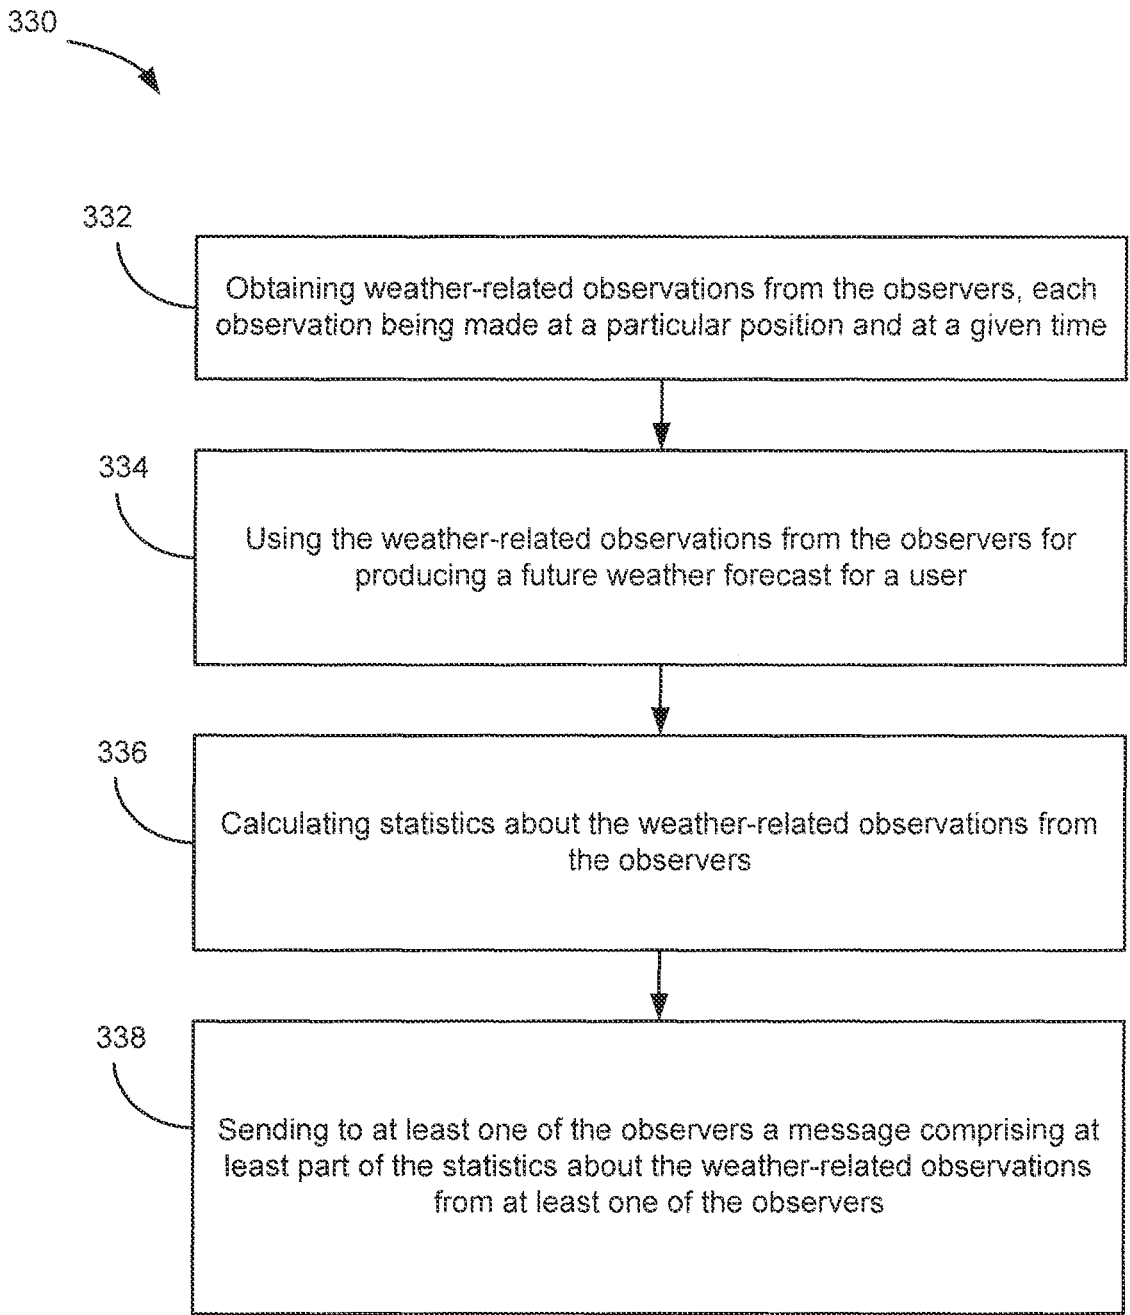 330
332
Obtaining weather-related observations from the observers, each
observation being made at a particular position and at a given time
334
Using the weather-related observations from the observers for
producing a future weather forecast for a user
336
Calculating statistics about the weather-related observations from
the observers
338
Sending to at least one of the observers a message comprising at
least part of the statistics about the weather-related observations
from at least one of the observers